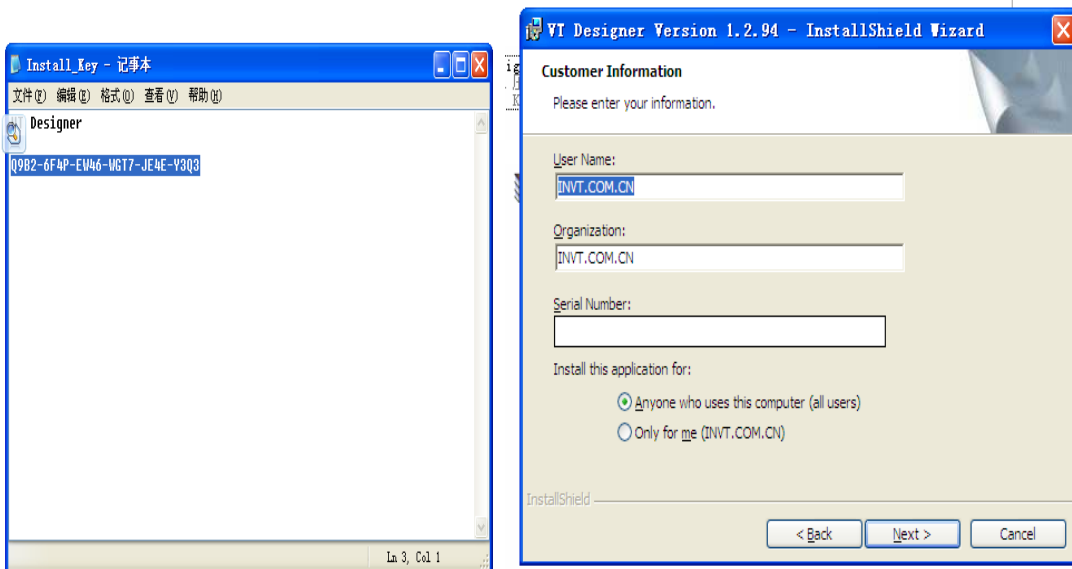 Install_Key - 记事本
文件(F) 编辑(E) 格式(O) 查看(V) 帮助(H)
Designer
Q9B2-6F4P-EW46-WGT7-JE4E-Y3Q3
Ln 3, Col 1
ig
VT Designer Version 1.2.94 - InstallShield Wizard
Customer Information
Please enter your information.
User Name:
INVT.COM.CN
Organization:
INVT.COM.CN
Serial Number:
Install this application for:
Anyone who uses this computer (all users)
Only for me (INVT.COM.CN)
InstallShield
< Back Next > Cancel